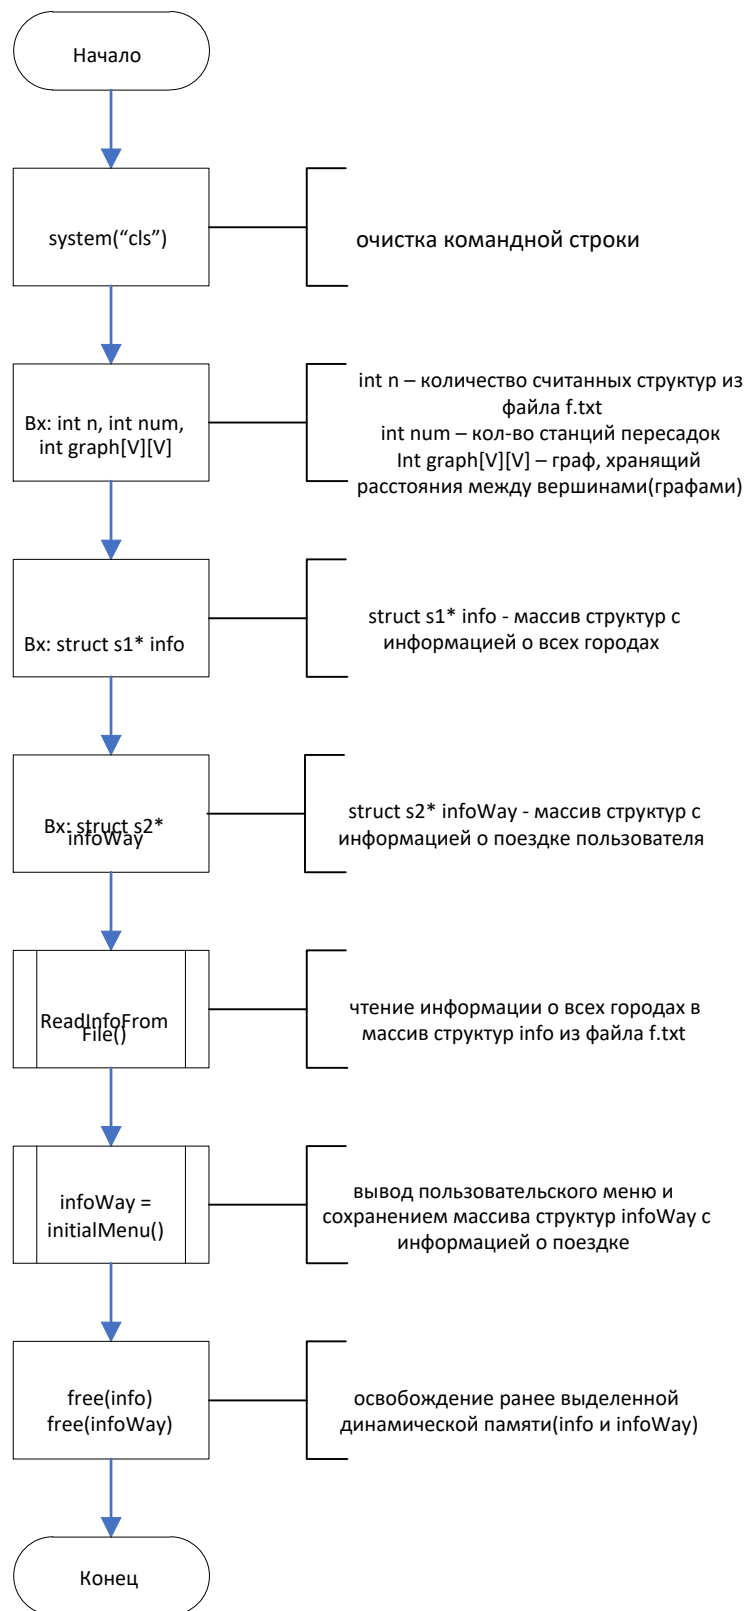 Начало
system(“cls”)
очистка командной строки
Вх: int n, int num,
int graph[V][V]
int n – количество считанных структур из
файла f.txt
int num – кол-во станций пересадок
Int graph[V][V] – граф, хранящий
расстояния между вершинами(графами)
Вх: struct s1* info
struct s1* info - массив структур с
информацией о всех городах
Вх: struct s2*
infoWay
struct s2* infoWay - массив структур с
информацией о поездке пользователя
ReadInfoFrom
File()
чтение информации о всех городах в
массив структур info из файла f.txt
infoWay =
initialMenu()
вывод пользовательского меню и
сохранением массива структур infoWay с
информацией о поездке
free(info)
free(infoWay)
освобождение ранее выделенной
динамической памяти(info и infoWay)
Конец